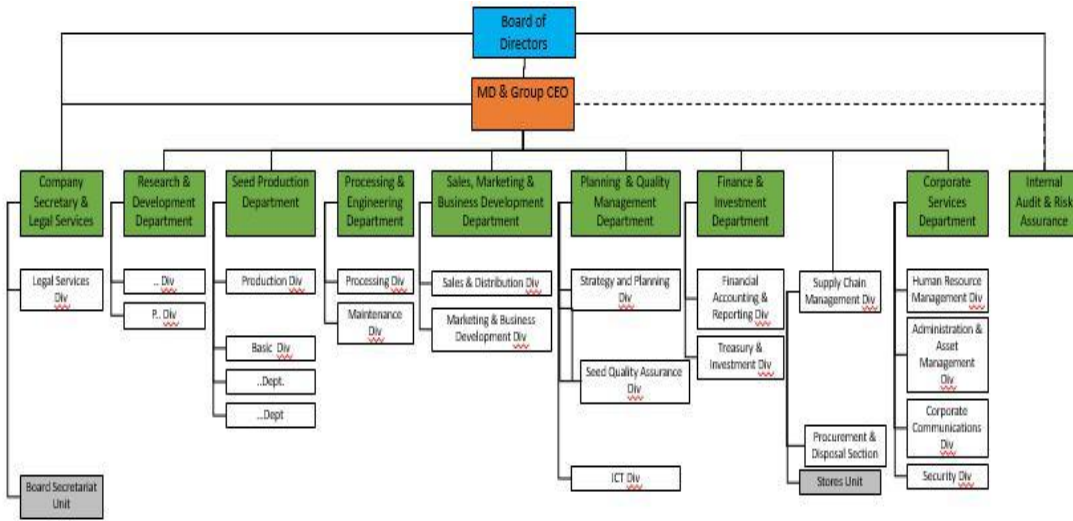 Board of
Directors
MD & Group CEO
Company
Secretary &
Legal Services
Research &
Development
Department
Seed Production
Department
Processing &
Engineering
Department
Sales, Marketing &
Business Development
Department
Planning & Quality
Management
Department
Finance &
Investment
Department
Corporate
Services
Department
Internal
Audit & Risk
Assurance
Legal Services
Div
Board Secretariat
Unit
... Div
P... Div
Production Div
Basic Div
...Dept.
...Dept
Processing Div
Maintenance
Div
Sales & Distribution Div
Marketing & Business
Development Div
Strategy and Planning
Div
Seed Quality Assurance
Div
ICT Div
Financial
Accounting &
Reporting Div
Treasury &
Investment Div
Supply Chain
Management Div
Procurement &
Disposal Section
Stores Unit
Human Resource
Management Div
Administration &
Asset
Management
Div
Corporate
Communications
Div
Security Div